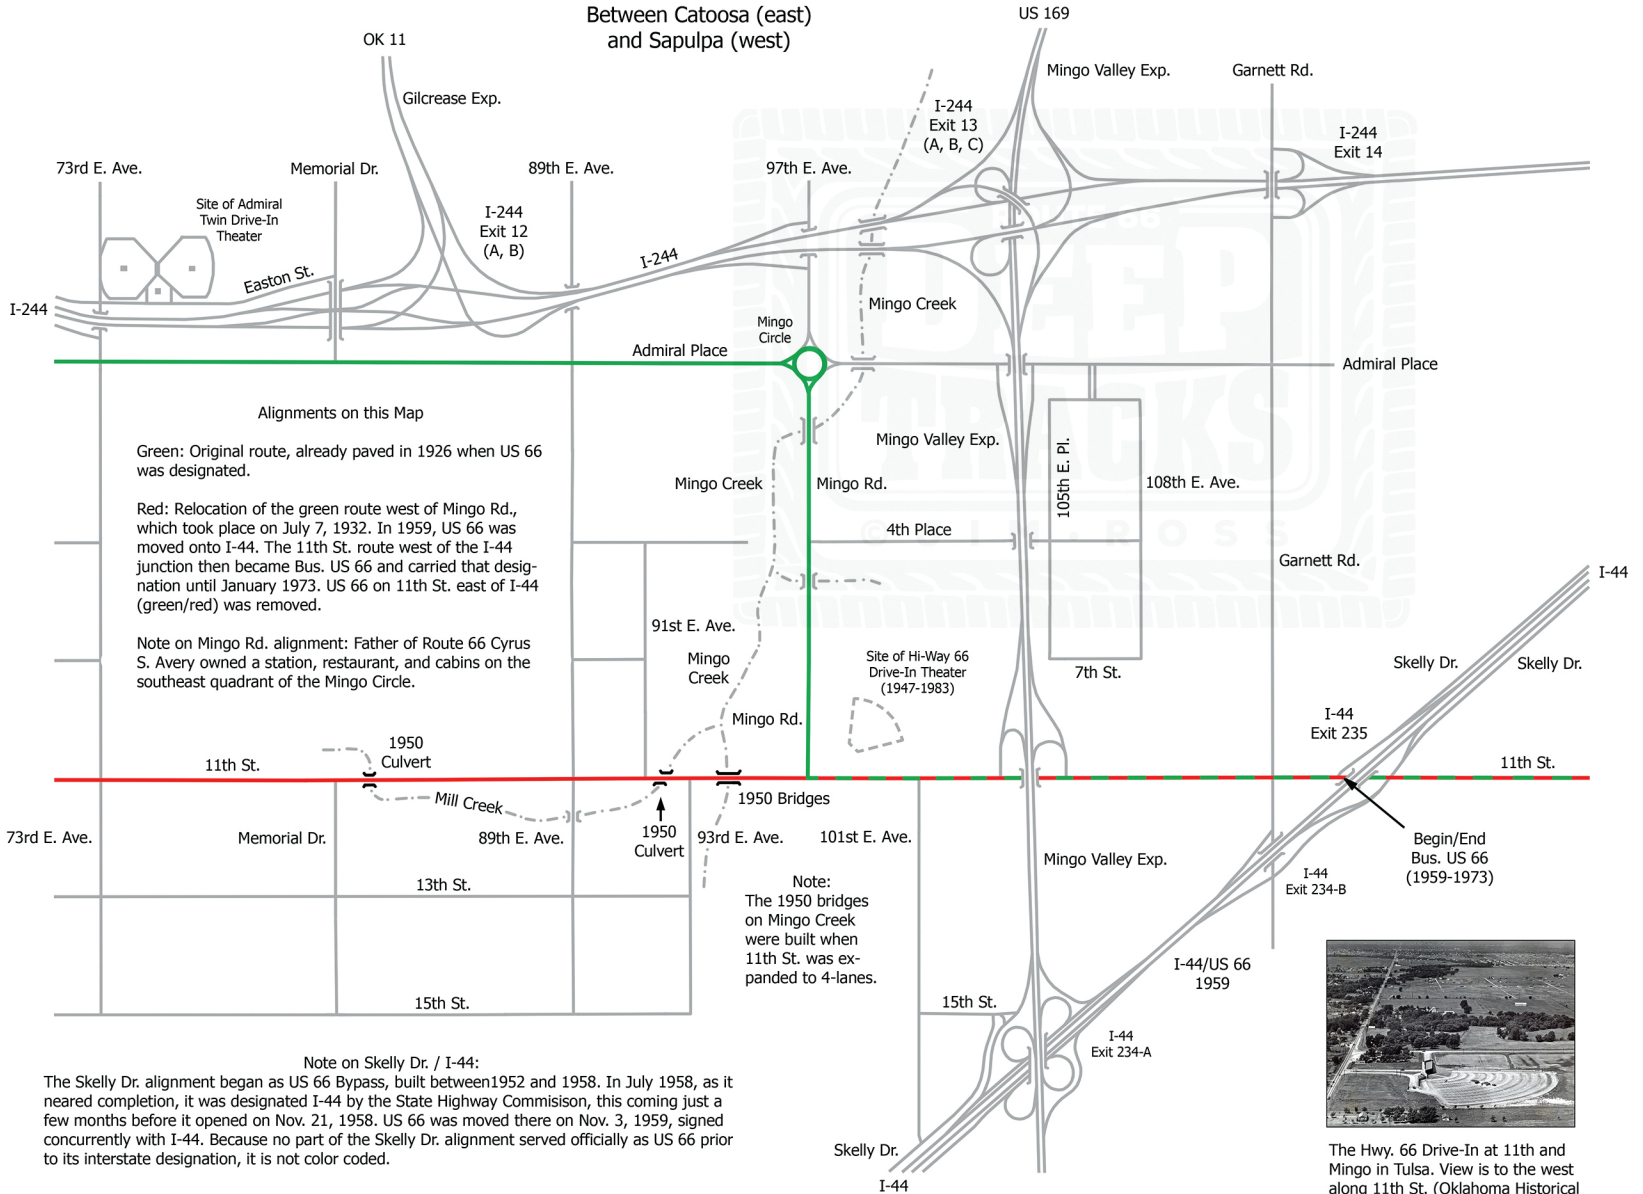 Between Catoosa (east)
and Sapulpa (west)
US 169
OK 11
Gilcrease Exp.
Mingo Valley Exp.
Garnett Rd.
I-244
Exit 13
(A, B, C)
I-244
Exit 14
73rd E. Ave.
Memorial Dr.
89th E. Ave.
97th E. Ave.
Site of Admiral
Twin Drive-In
Theater
I-244
Exit 12
(A, B)
Easton St.
I-244
I-244
Mingo Creek
Mingo
Circle
Admiral Place
Admiral Place
DEEP
TRACKS
© JIM ROSS
66
Alignments on this Map
Green: Original route, already paved in 1926 when US 66
was designated.
Red: Relocation of the green route west of Mingo Rd.,
which took place on July 7, 1932. In 1959, US 66 was
moved onto I-44. The 11th St. route west of the I-44
junction then became Bus. US 66 and carried that desig-
nation until January 1973. US 66 on 11th St. east of I-44
(green/red) was removed.
Note on Mingo Rd. alignment: Father of Route 66 Cyrus
S. Avery owned a station, restaurant, and cabins on the
southeast quadrant of the Mingo Circle.
Mingo Valley Exp.
Mingo Creek
Mingo Rd.
105th E. Pl.
108th E. Ave.
4th Place
Garnett Rd.
I-44
91st E. Ave.
Mingo
Creek
Site of Hi-Way 66
Drive-In Theater
(1947-1983)
7th St.
Skelly Dr.
Skelly Dr.
Mingo Rd.
I-44
Exit 235
1950
Culvert
11th St.
11th St.
Mill Creek
1950 Bridges
73rd E. Ave.
Memorial Dr.
89th E. Ave.
1950
Culvert
93rd E. Ave.
101st E. Ave.
Mingo Valley Exp.
Begin/End
Bus. US 66
(1959-1973)
I-44
Exit 234-B
13th St.
Note:
The 1950 bridges
on Mingo Creek
were built when
11th St. was ex-
panded to 4-lanes.
I-44/US 66
1959
15th St.
15th St.
I-44
Exit 234-A
Note on Skelly Dr. / I-44:
The Skelly Dr. alignment began as US 66 Bypass, built between1952 and 1958. In July 1958, as it
neared completion, it was designated I-44 by the State Highway Commisison, this coming just a
few months before it opened on Nov. 21, 1958. US 66 was moved there on Nov. 3, 1959, signed
concurrently with I-44. Because no part of the Skelly Dr. alignment served officially as US 66 prior
to its interstate designation, it is not color coded.
Skelly Dr.
I-44
The Hwy. 66 Drive-In at 11th and
Mingo in Tulsa. View is to the west
along 11th St. (Oklahoma Historical